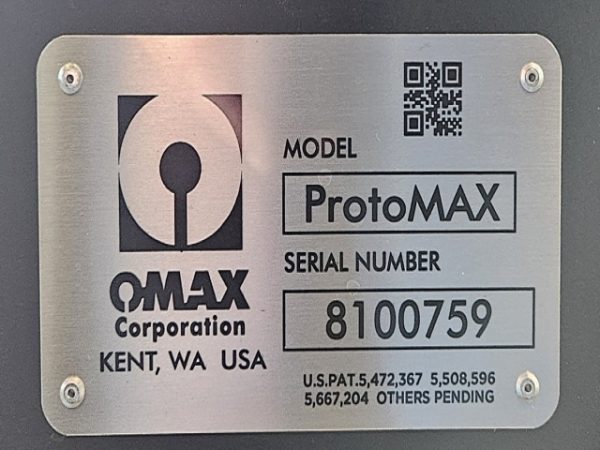 OMAX
Corporation
KENT, WA USA
MODEL
ProtoMAX
SERIAL NUMBER
8100759
U.S.PAT.5,472,367 5,508,596
5,667,204 OTHERS PENDING